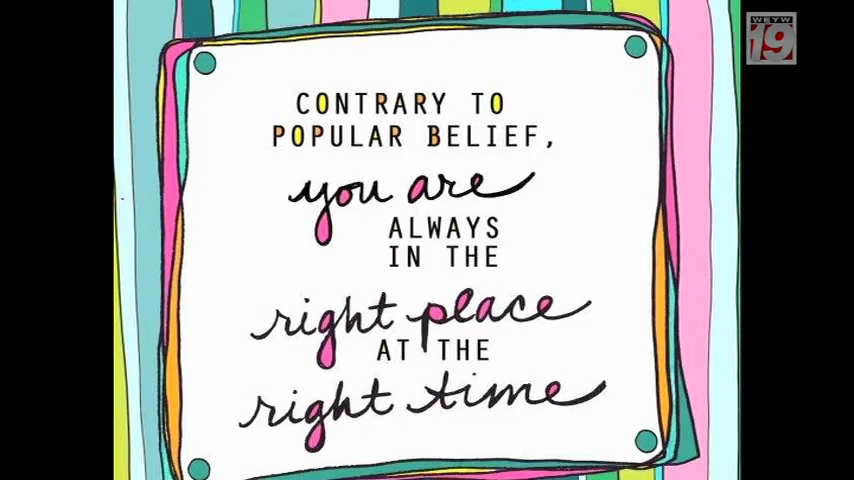 WEYW
19
CONTRARY TO
POPULAR BELIEF,
you are
ALWAYS
IN THE
right place
AT THE
right time